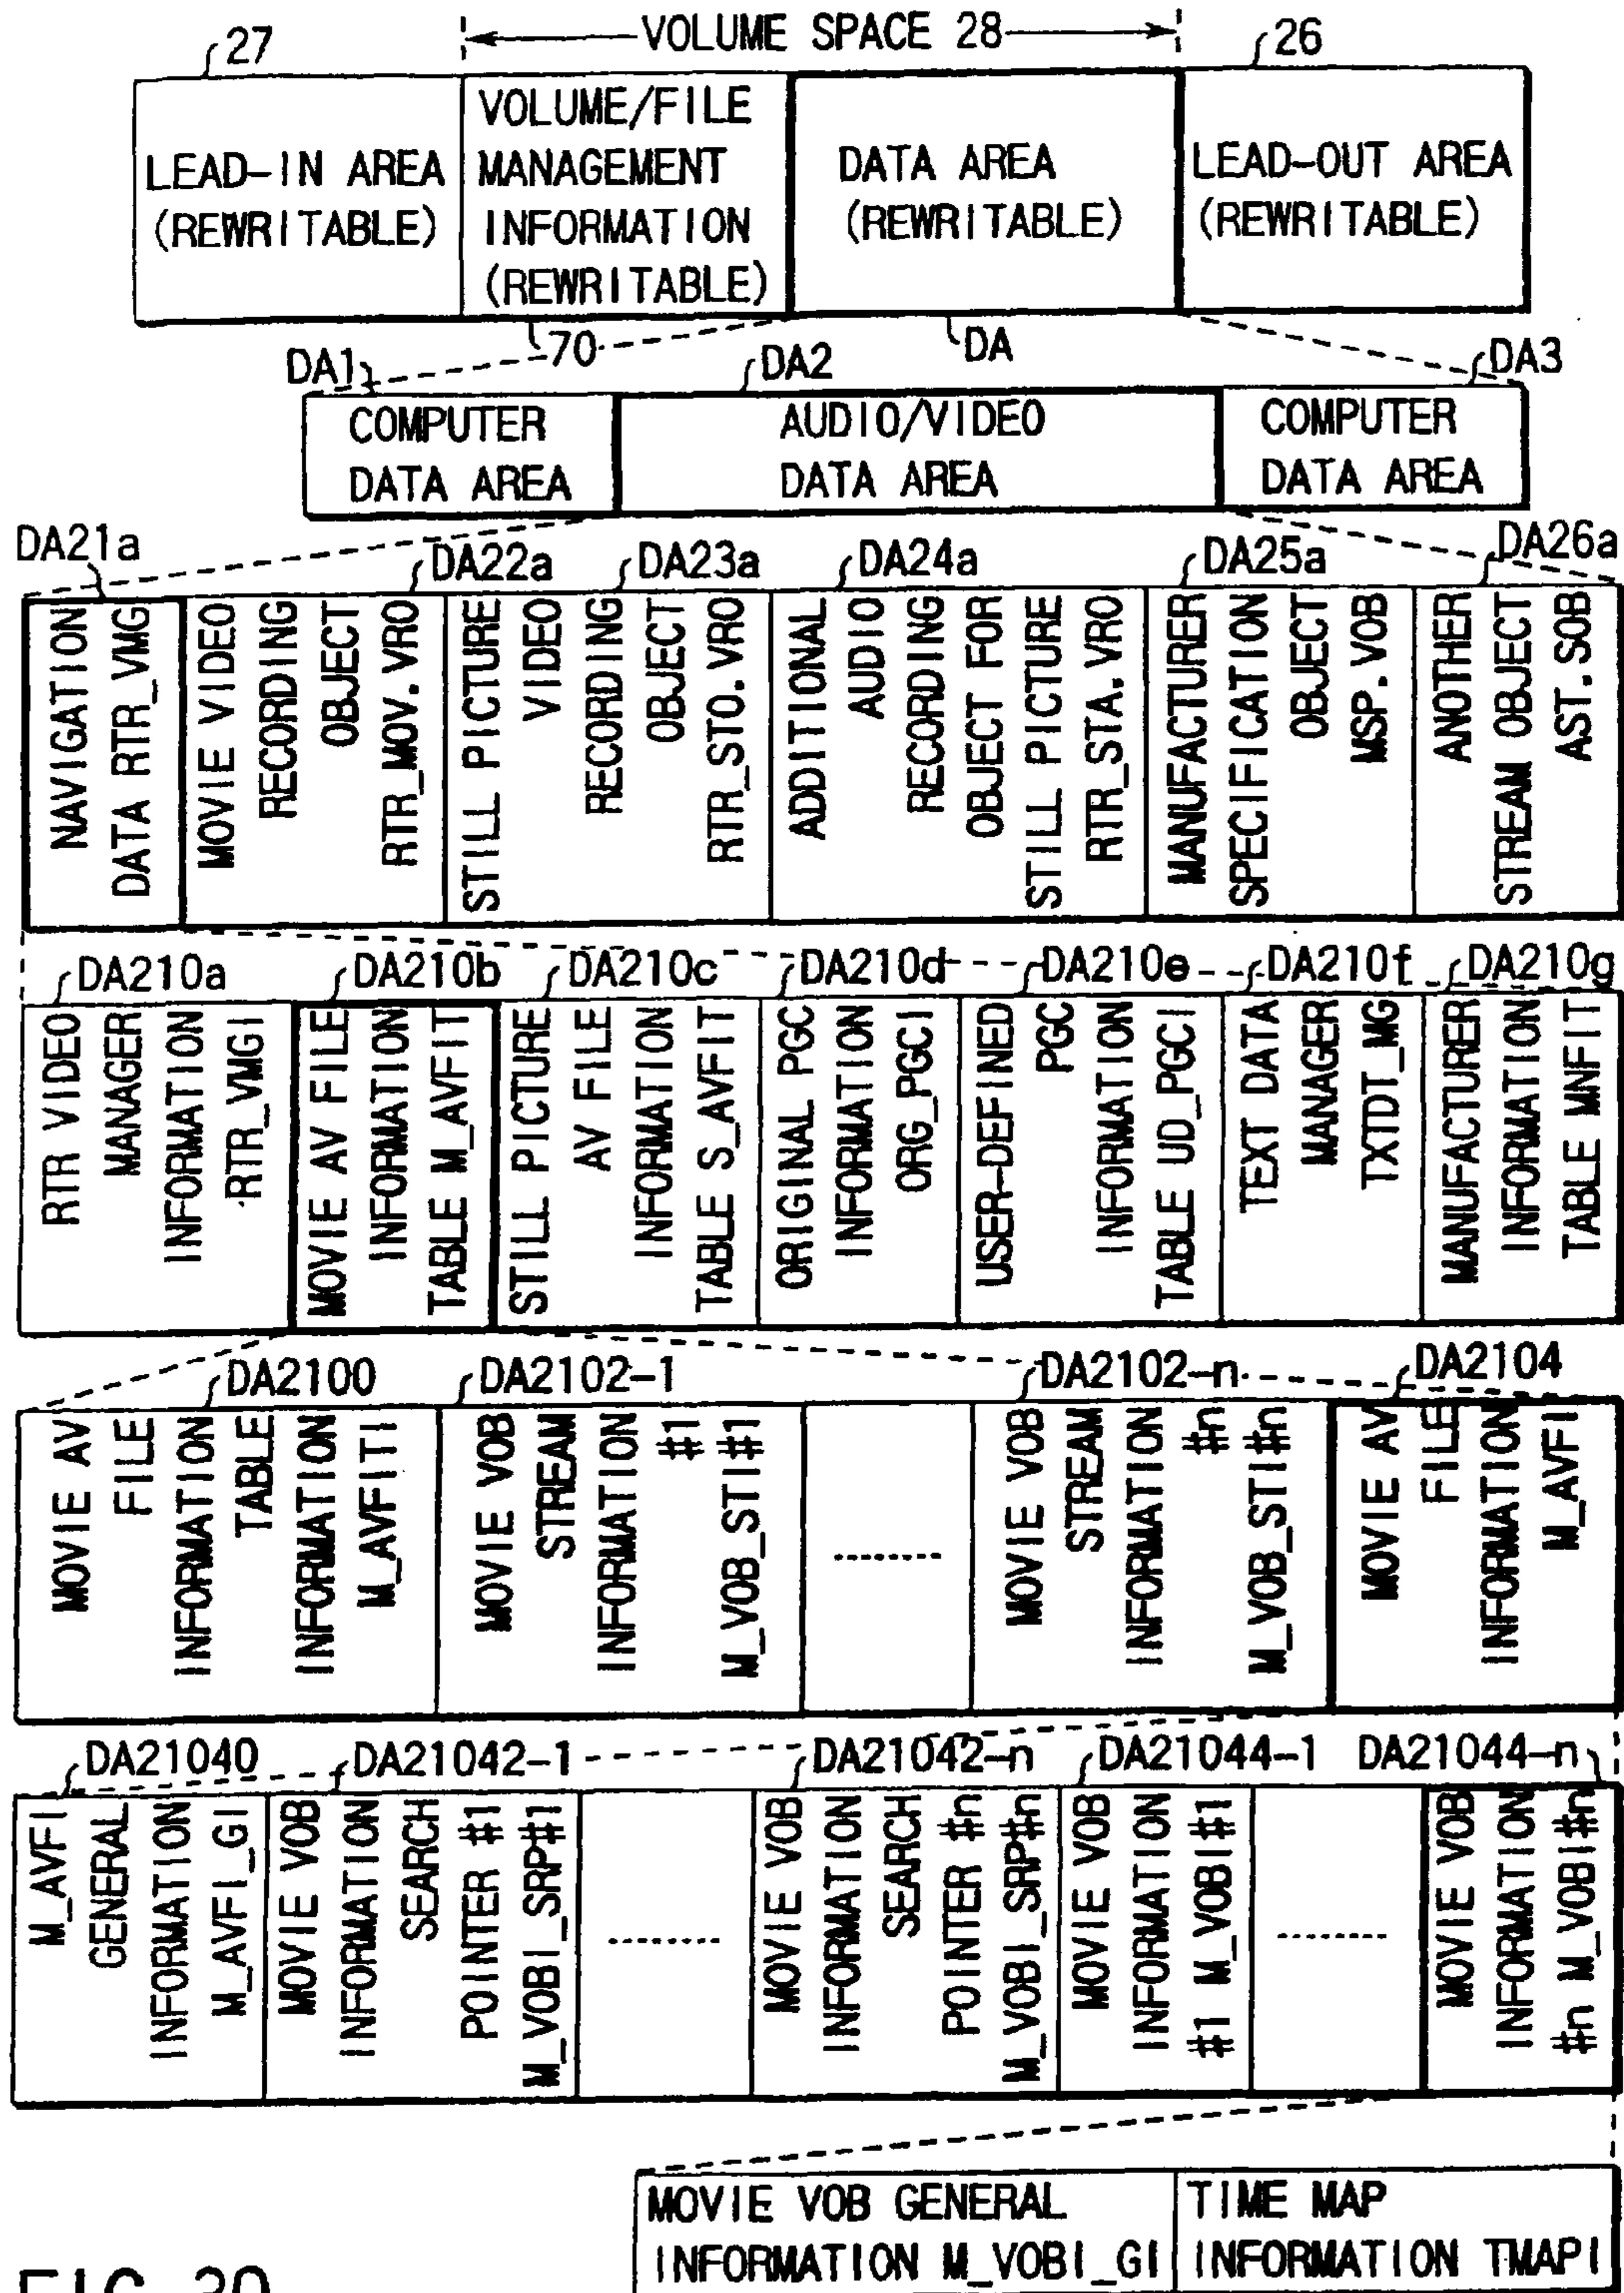 27
VOLUME SPACE 28
26
LEAD-IN AREA
(REWRITABLE)
VOLUME/FILE
MANAGEMENT
INFORMATION
(REWRITABLE)
DATA AREA
(REWRITABLE)
LEAD-OUT AREA
(REWRITABLE)
70
DA
DA1
DA2
DA3
COMPUTER
DATA AREA
AUDIO/VIDEO
DATA AREA
COMPUTER
DATA AREA
DA21a
DA22a
DA23a
DA24a
DA25a
DA26a
NAVIGATION
DATA RTR_VMG
MOVIE VIDEO
RECORDING
OBJECT
RTR_MOV.VRO
STILL PICTURE
VIDEO
RECORDING
OBJECT
RTR_STO.VRO
ADDITIONAL
AUDIO
RECORDING
OBJECT FOR
STILL PICTURE
RTR_STA.VRO
MANUFACTURER
SPECIFICATION
OBJECT
MSP.VOB
ANOTHER
STREAM OBJECT
AST.SOB
DA210a
DA210b
DA210c
DA210d
DA210e
DA210f
DA210g
RTR VIDEO
MANAGER
INFORMATION
RTR_VMGI
MOVIE AV FILE
INFORMATION
TABLE M_AVFIT
STILL PICTURE
AV FILE
INFORMATION
TABLE S_AVFIT
ORIGINAL PGC
INFORMATION
ORG_PGCI
USER-DEFINED
PGC
INFORMATION
TABLE UD_PGCI
TEXT DATA
MANAGER
TXTDT_MG
MANUFACTURER
INFORMATION
TABLE MNFIT
DA2100
DA2102-1
DA2102-n
DA2104
MOVIE AV
FILE
INFORMATION
TABLE
INFORMATION
M_AVFITI
MOVIE VOB
STREAM
INFORMATION
#1
M_VOB_STI#1
.........
MOVIE VOB
STREAM
INFORMATION
#n
M_VOB_STI#n
MOVIE AV
FILE
INFORMATION
M_AVFI
DA21040
DA21042-1
DA21042-n
DA21044-1
DA21044-n
M_AVFI
GENERAL
INFORMATION
M_AVFI_GI
MOVIE VOB
INFORMATION
SEARCH
POINTER #1
M_VOBI_SRP#1
.........
MOVIE VOB
INFORMATION
SEARCH
POINTER #n
M_VOBI_SRP#n
MOVIE VOB
INFORMATION
#1 M_VOBI#1
.........
MOVIE VOB
INFORMATION
#n M_VOBI#n
MOVIE VOB GENERAL
INFORMATION M_VOBI_GI
TIME MAP
INFORMATION TMAPI